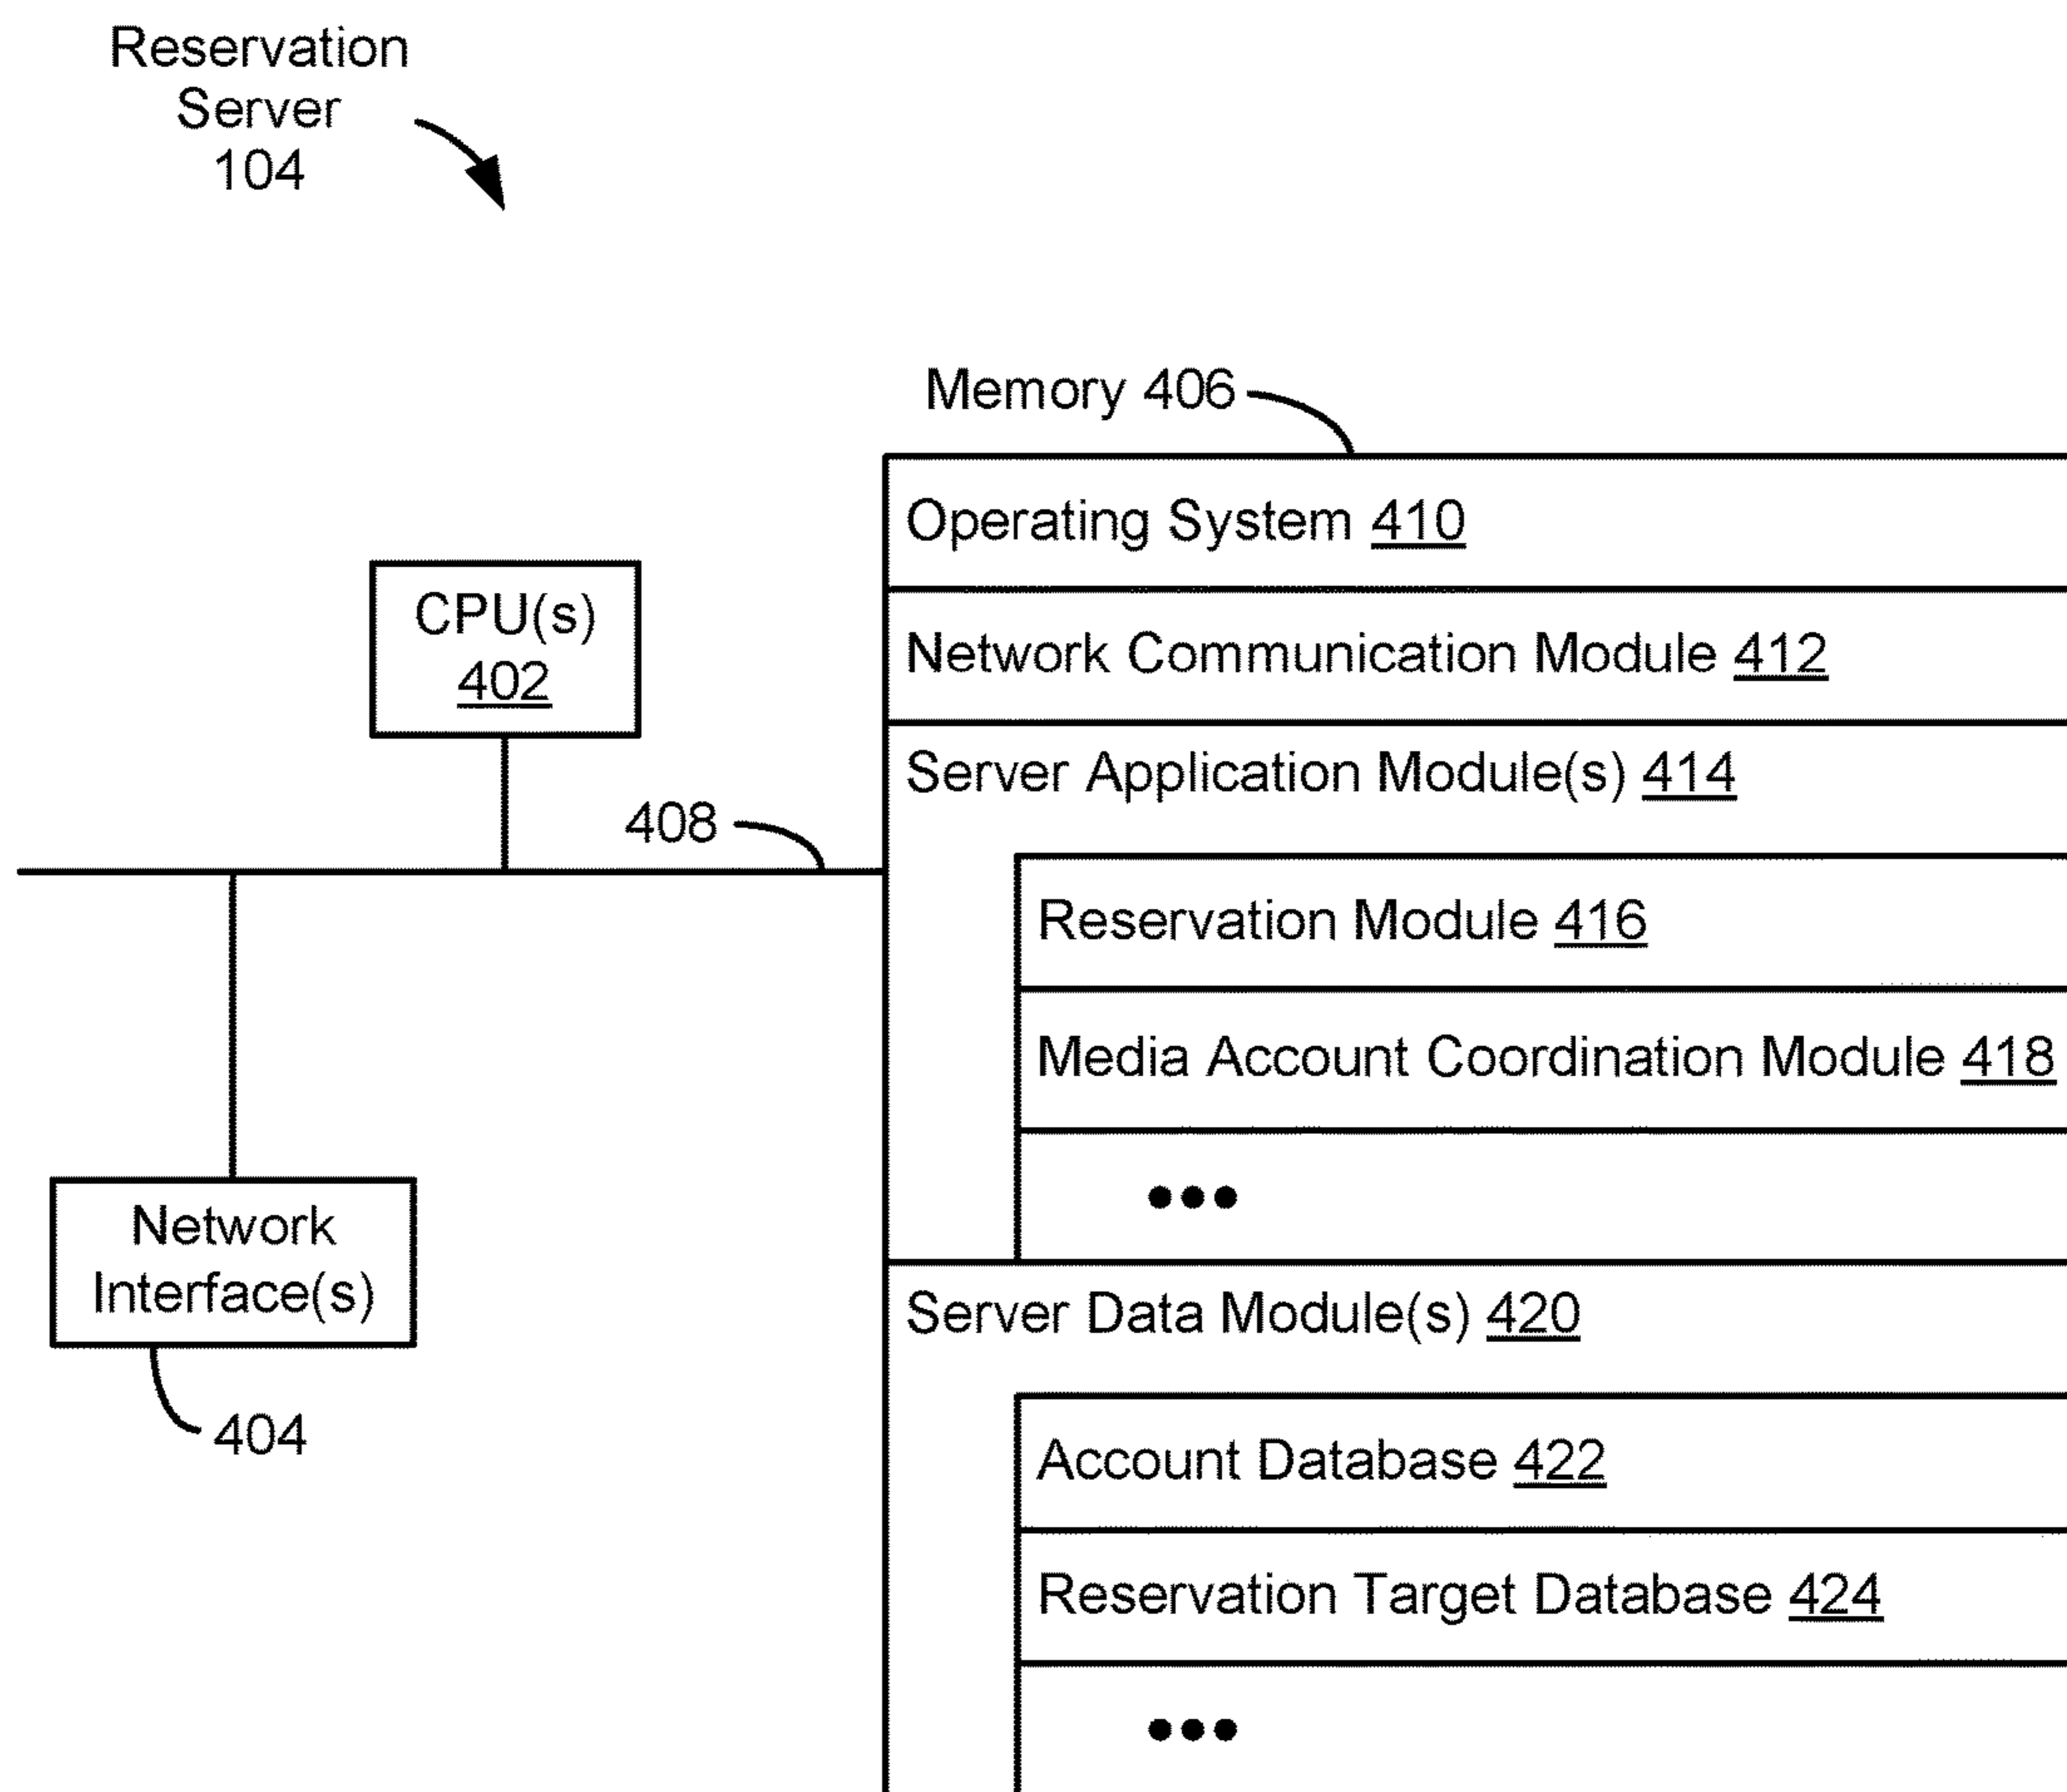 Reservation
Server
104
Memory 406
Operating System 410
CPU(s)
402
Network Communication Module 412
Server Application Module(s) 414
408
Reservation Module 416
Media Account Coordination Module 418
•••
Network
Interface(s)
404
Server Data Module(s) 420
Account Database 422
Reservation Target Database 424
•••